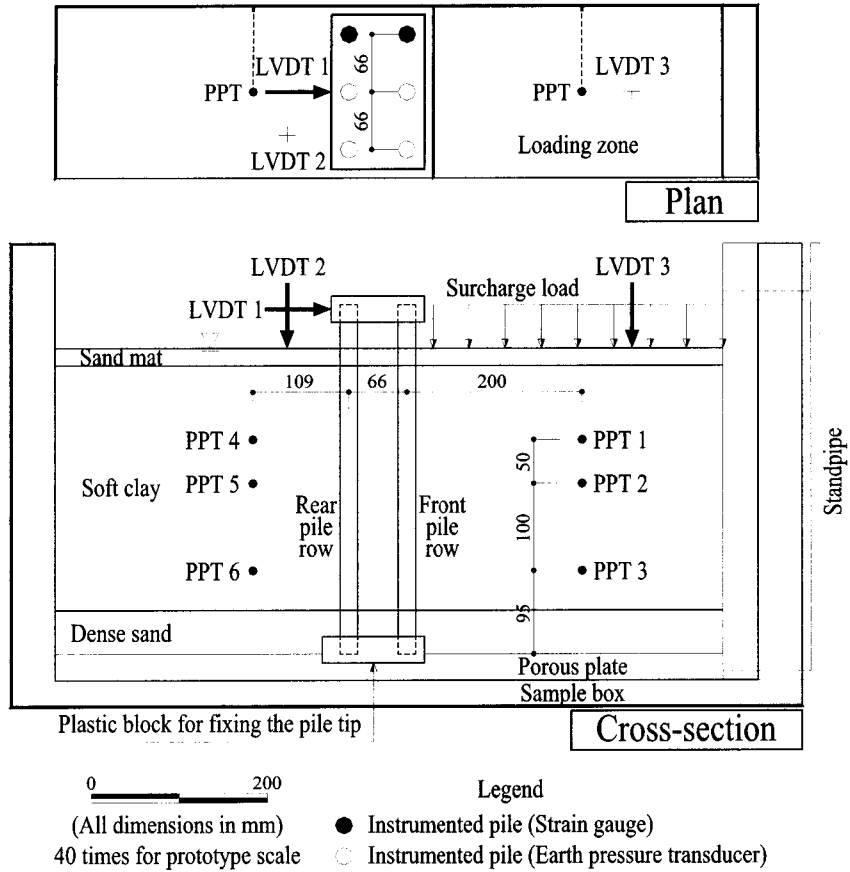 LVDT 1
66
PPT
66
LVDT 2
PPT
LVDT 3
Loading zone
Plan
LVDT 2
LVDT 3
LVDT 1
Surcharge load
Sand mat
109
66
200
PPT 4
PPT 1
50
Soft clay
PPT 5
PPT 2
Rear
pile
row
Front
pile
row
100
PPT 6
PPT 3
95
Dense sand
Porous plate
Sample box
Standpipe
Plastic block for fixing the pile tip
Cross-section
0
200
(All dimensions in mm)
40 times for prototype scale
Legend
Instrumented pile (Strain gauge)
Instrumented pile (Earth pressure transducer)